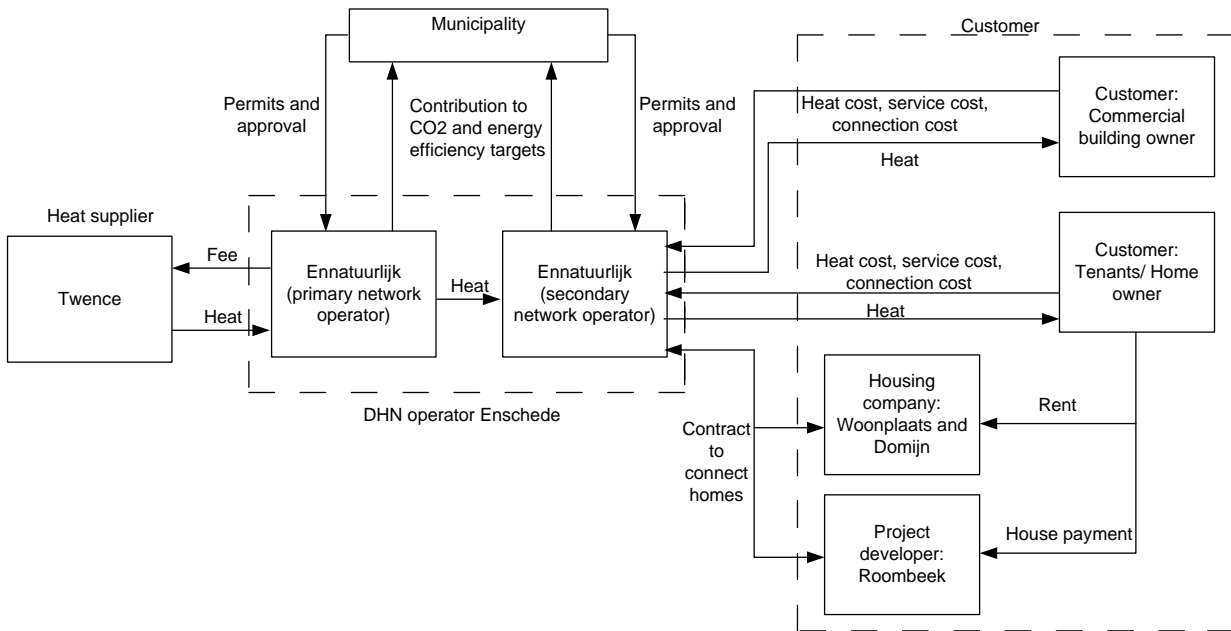 Municipality
Customer
Permits and
approval
Contribution to
CO2 and energy
efficiency targets
Permits and
approval
Heat cost, service cost,
connection cost
Heat
Customer:
Commercial
building owner
Heat supplier
Twence
Fee
Heat
Ennatuurlijk
(primary network
operator)
Heat
Ennatuurlijk
(secondary
network operator)
Heat cost, service cost,
connection cost
Heat
Customer:
Tenants/ Home
owner
DHN operator Enschede
Contract
to
connect
homes
Housing
company:
Woonplaats and
Domijn
Rent
Project
developer:
Roombeek
House payment